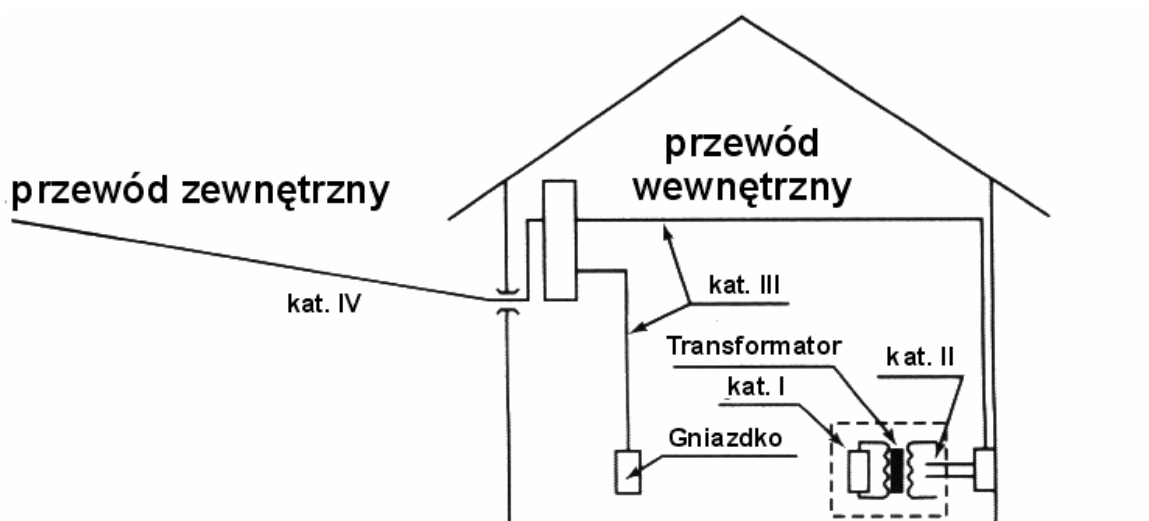 przewód
wewnętrzny
przewód zewnętrzny
kat. IV
kat. III
Transformator
kat. II
kat. I
Gniazdko